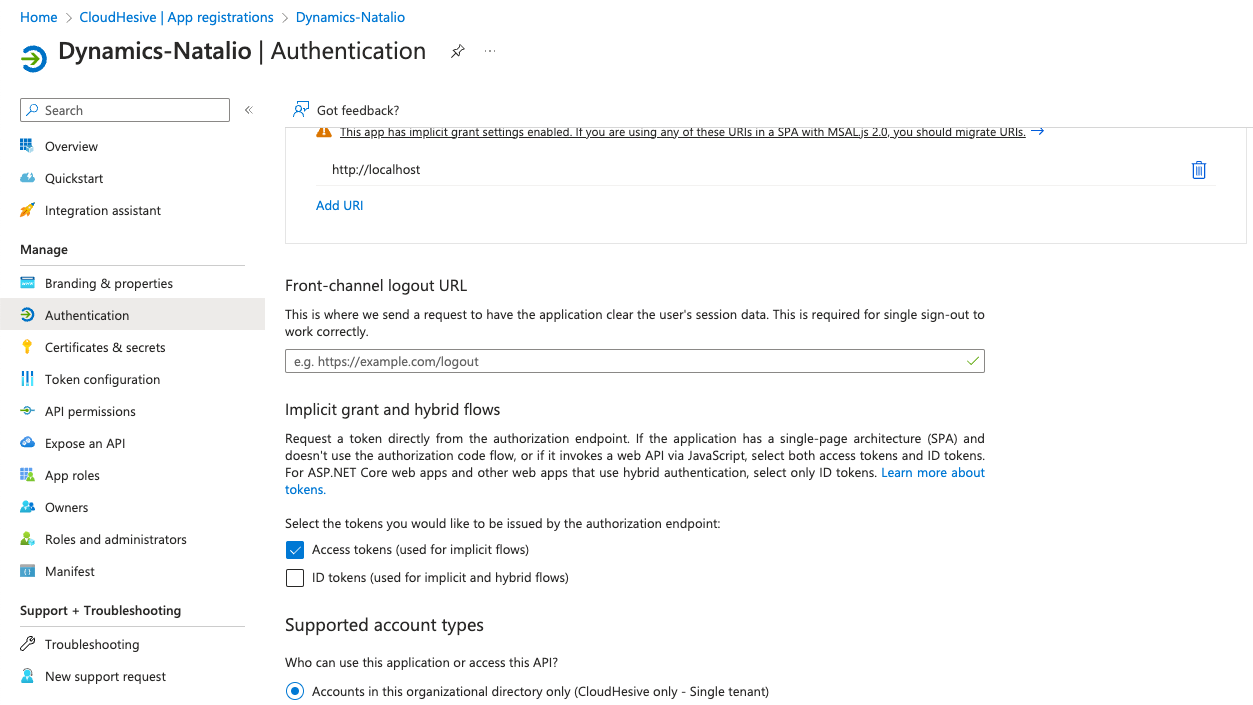 Home > CloudHesive | App registrations > Dynamics-Natalio
Dynamics-Natalio | Authentication
Search
Overview
Quickstart
Integration assistant
Manage
Branding & properties
Authentication
Certificates & secrets
Token configuration
API permissions
Expose an API
App roles
Owners
Roles and administrators
Manifest
Support + Troubleshooting
Troubleshooting
New support request
Got feedback?
This app has implicit grant settings enabled. If you are using any of these URIs in a SPA with MSAL.js 2.0, you should migrate URIs. →
http://localhost
Add URI
Front-channel logout URL
This is where we send a request to have the application clear the user's session data. This is required for single sign-out to
work correctly.
e.g. https://example.com/logout
Implicit grant and hybrid flows
Request a token directly from the authorization endpoint. If the application has a single-page architecture (SPA) and
doesn't use the authorization code flow, or if it invokes a web API via JavaScript, select both access tokens and ID tokens.
For ASP.NET Core web apps and other web apps that use hybrid authentication, select only ID tokens. Learn more about
tokens.
Select the tokens you would like to be issued by the authorization endpoint:
Access tokens (used for implicit flows)
ID tokens (used for implicit and hybrid flows)
Supported account types
Who can use this application or access this API?
Accounts in this organizational directory only (CloudHesive only - Single tenant)